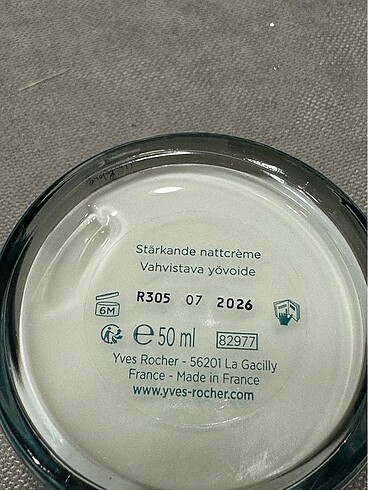 Stärkande nattcrème
Vahvistava yövoide
R305 07 2026
6M
e 50 ml 82977
Yves Rocher - 56201 La Gacilly
France - Made in France
www.yves-rocher.com